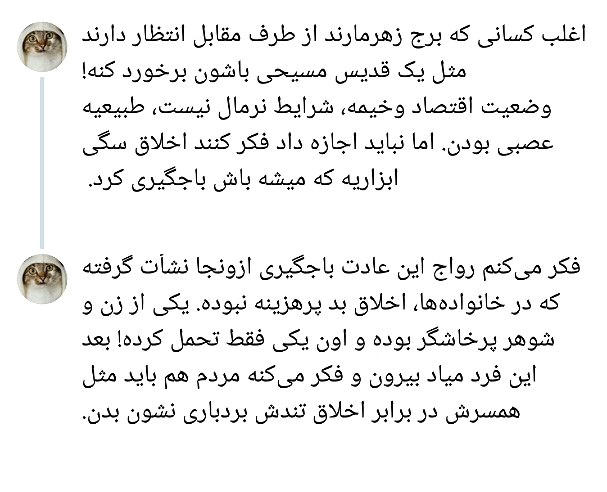 اغلب کسانی که برج زهرمارند از طرف مقابل انتظار دارند
مثل یک قدیس مسیحی باشون برخورد کنه!
وضعیت اقتصاد وخیمه، شرایط نرمال نیست، طبیعیه
عصبی بودن. اما نباید اجازه داد فکر کنند اخلاق سگی
ابزاریه که میشه باش باجگیری کرد.
فکر می‌کنم رواج این عادت باجگیری ازونجا نشأت گرفته
که در خانواده‌ها، اخلاق بد پرهزینه نبوده. یکی از زن و
شوهر پرخاشگر بوده و اون یکی فقط تحمل کرده! بعد
این فرد میاد بیرون و فکر می‌کنه مردم هم باید مثل
همسرش در برابر اخلاق تندش بردباری نشون بدن.